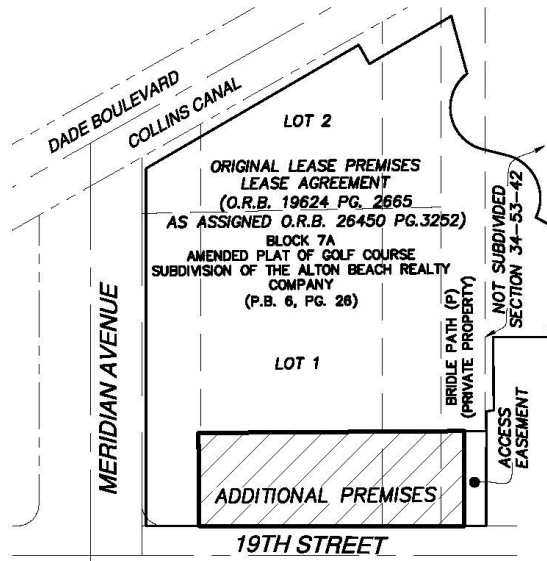 DADE BOULEVARD
COLLINS CANAL
LOT 2
ORIGINAL LEASE PREMISES
LEASE AGREEMENT
(O.R.B. 19624 PG. 2665
AS ASSIGNED O.R.B. 26450 PG.3252)
BLOCK 7A
AMENDED PLAT OF GOLF COURSE
SUBDIVISION OF THE ALTON BEACH REALTY
COMPANY
(P.B. 6, PG. 26)
NOT SUBDIVIDED
SECTION 34-53-42
BRIDLE PATH (P)
(PRIVATE PROPERTY)
LOT 1
MERIDIAN AVENUE
ACCESS
EASEMENT
ADDITIONAL PREMISES
19TH STREET